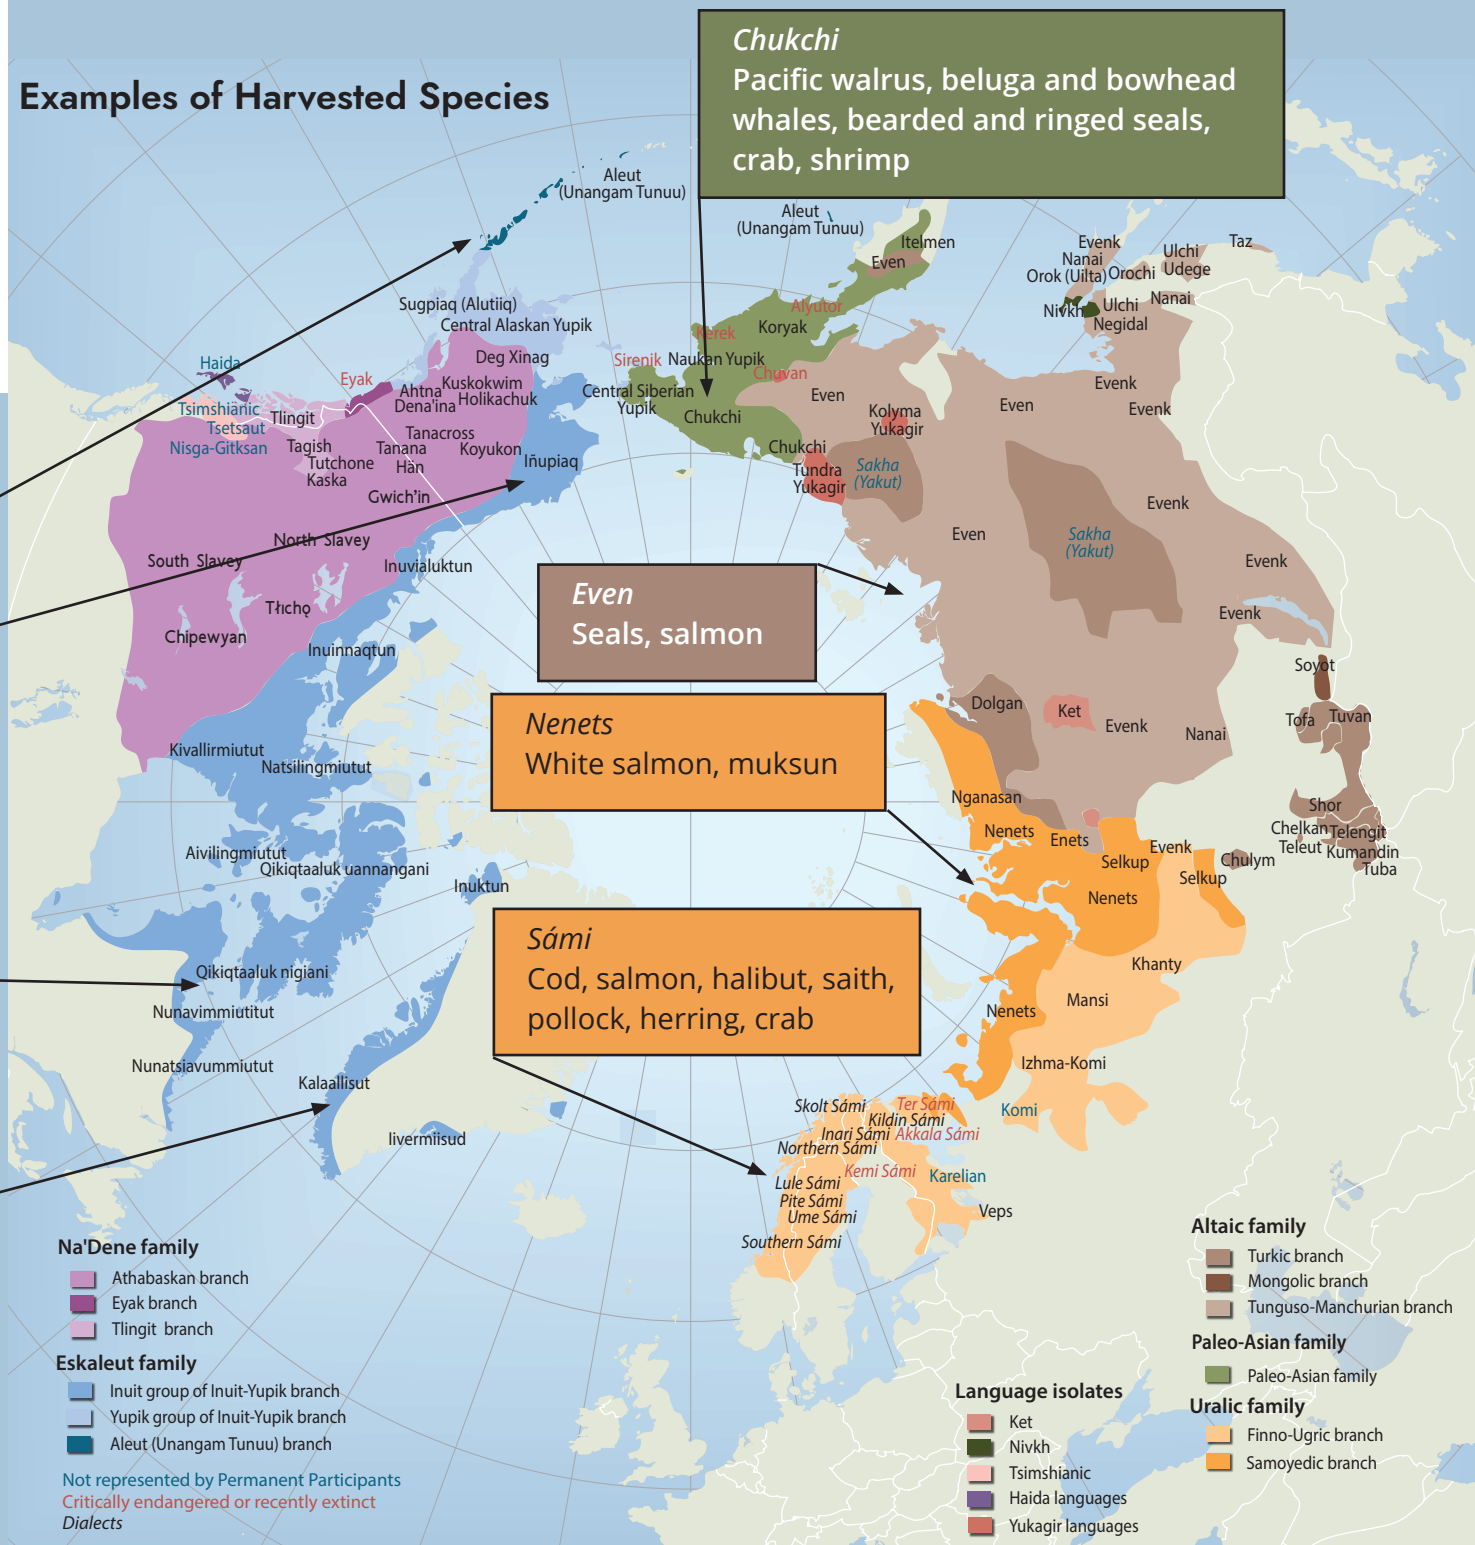 Examples of Harvested Species
Chukchi
Pacific walrus, beluga and bowhead
whales, bearded and ringed seals,
crab, shrimp
Aleut
(Unangam Tunuu)
Aleut
(Unangam Tunuu)
Itelmen
Even
Evenk
Nanai
Orok (Uilta)
Orochi
Ulchi
Udege
Taz
Nivkh
Ulchi
Nanai
Negidal
Sugpiaq (Alutiiq)
Central Alaskan Yupik
Alyutor
Koryak
Kerek
Sirenik
Naukan Yupik
Chuvan
Central Siberian
Yupik
Chukchi
Chukchi
Even
Kolyma
Yukagir
Tundra
Yukagir
Sakha
(Yakut)
Even
Evenk
Evenk
Haida
Eyak
Deg Xinag
Ahtna
Kuskokwim
Dena'ina
Holikachuk
Tsimshianic
Tsetsaut
Nisga-Gitksan
Tlingit
Tanacross
Tagish
Tanana
Koyukon
Tutchone
Hän
Kaska
Iñupiaq
Gwich'in
North Slavey
South Slavey
Inuvialuktun
Tłıchǫ
Chipewyan
Inuinnaqtun
Even
Sakha
(Yakut)
Evenk
Evenk
Evenk
Even
Seals, salmon
Soyot
Tofa
Tuvan
Dolgan
Ket
Evenk
Nanai
Nenets
White salmon, muksun
Kivallirmiutut
Natsilingmiutut
Nganasan
Nenets
Enets
Selkup
Evenk
Selkup
Shor
Chelkan
Telengit
Teleut
Kumandin
Tuba
Chulym
Nenets
Aivilingmiutut
Qikiqtaaluk uannangani
Inuktun
Sámi
Cod, salmon, halibut, saith,
pollock, herring, crab
Khanty
Mansi
Nenets
Qikiqtaaluk nigiani
Nunavimmiutitut
Nunatsiavummiutut
Kalaallisut
Iivermiisud
Izhma-Komi
Komi
Skolt Sámi
Ter Sámi
Kildin Sámi
Inari Sámi
Akkala Sámi
Northern Sámi
Kemi Sámi
Karelian
Lule Sámi
Pite Sámi
Ume Sámi
Veps
Southern Sámi
Na'Dene family
Athabaskan branch
Eyak branch
Tlingit branch
Eskaleut family
Inuit group of Inuit-Yupik branch
Yupik group of Inuit-Yupik branch
Aleut (Unangam Tunuu) branch
Not represented by Permanent Participants
Critically endangered or recently extinct
Dialects
Language isolates
Ket
Nivkh
Tsimshianic
Haida languages
Yukagir languages
Altaic family
Turkic branch
Mongolic branch
Tunguso-Manchurian branch
Paleo-Asian family
Paleo-Asian family
Uralic family
Finno-Ugric branch
Samoyedic branch